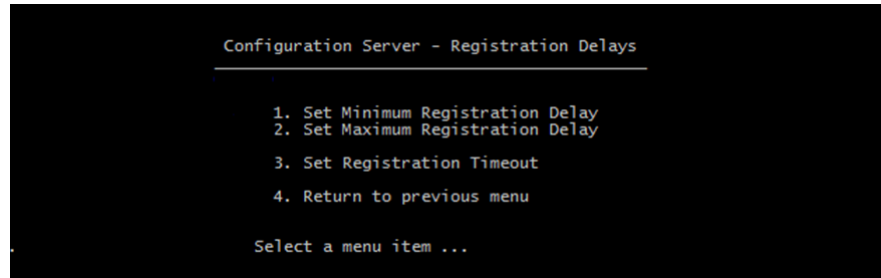 Configuration Server - Registration Delays
1. Set Minimum Registration Delay
2. Set Maximum Registration Delay
3. Set Registration Timeout
4. Return to previous menu
Select a menu item ...